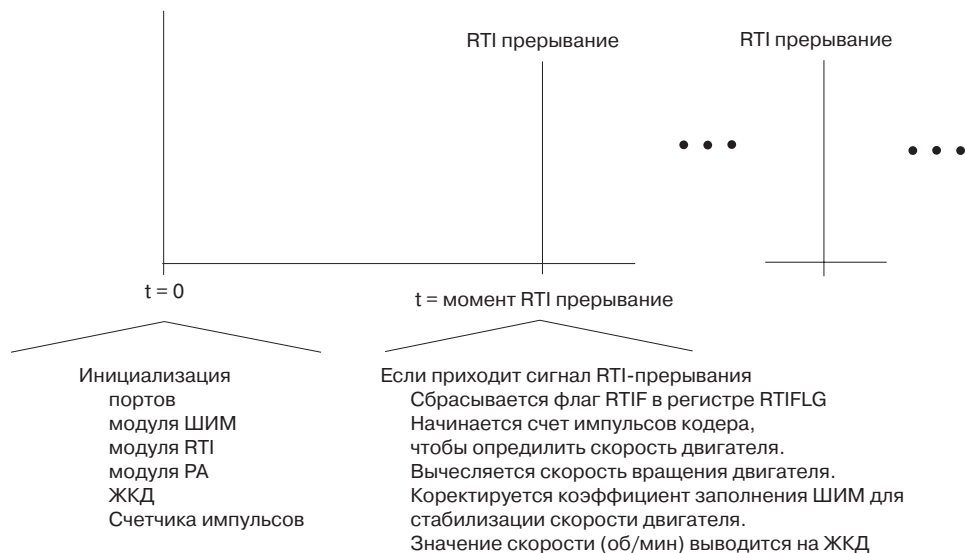 RTI прерывание
RTI прерывание
t = 0
t = момент RTI прерывание
Инициализация
портов
модуля ШИМ
модуля RTI
модуля PA
ЖКД
Счетчика импульсов
Если приходит сигнал RTI-прерывания
Сбрасывается флаг RTIF в регистре RTIFLG
Начинается счет импульсов кодера,
чтобы опредилить скорость двигателя.
Вычесляется скорость вращения двигателя.
Коректируется коэффициент заполнения ШИМ для
стабилизации скорости двигателя.
Значение скорости (об/мин) выводится на ЖКД